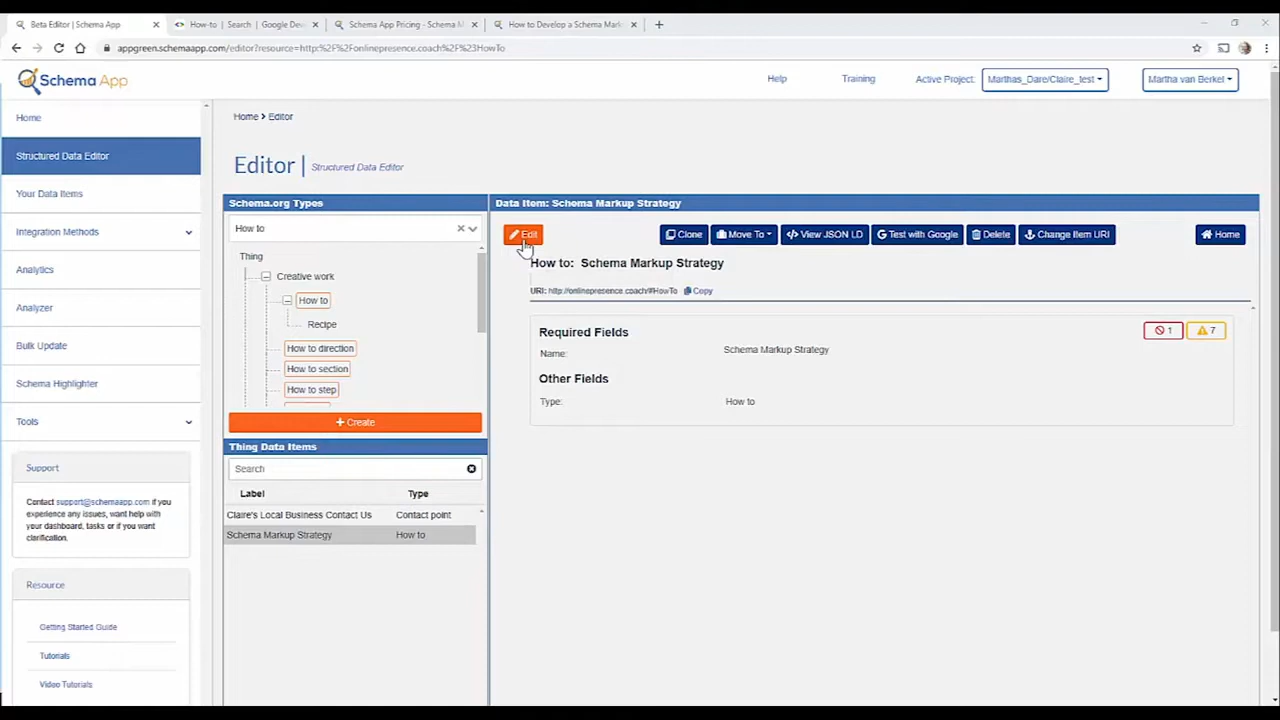 Beta Editor | Schema App
How-to | Search | Google Dev
Schema App Pricing - Schema M
How to Develop a Schema Mark
appgreen.schemaapp.com/editor?resource=http:%2F%2Fonlinepresence.coach%2F%23HowTo
Schema App
Help
Training
Active Project:
Marthas_Dare/Claire_test
Martha van Berkel
Home
Structured Data Editor
Your Data Items
Integration Methods
Analytics
Analyzer
Bulk Update
Schema Highlighter
Tools
Support
Contact support@schemaapp.com if you
experience any issues, want help with
your dashboard, tasks or if you want
clarification.
Resource
Getting Started Guide
Tutorials
Video Tutorials
Home > Editor
Editor | Structured Data Editor
Schema.org Types
How to
Thing
Creative work
How to
Recipe
How to direction
How to section
How to step
+ Create
Thing Data Items
Search
Label Type
Claire's Local Business Contact Us Contact point
Schema Markup Strategy How to
Data Item: Schema Markup Strategy
Edit
Clone
Move To
View JSON LD
Test with Google
Delete
Change Item URI
Home
How to: Schema Markup Strategy
URI: http://onlinepresence.coach/#HowTo Copy
Required Fields
1
7
Name: Schema Markup Strategy
Other Fields
Type: How to